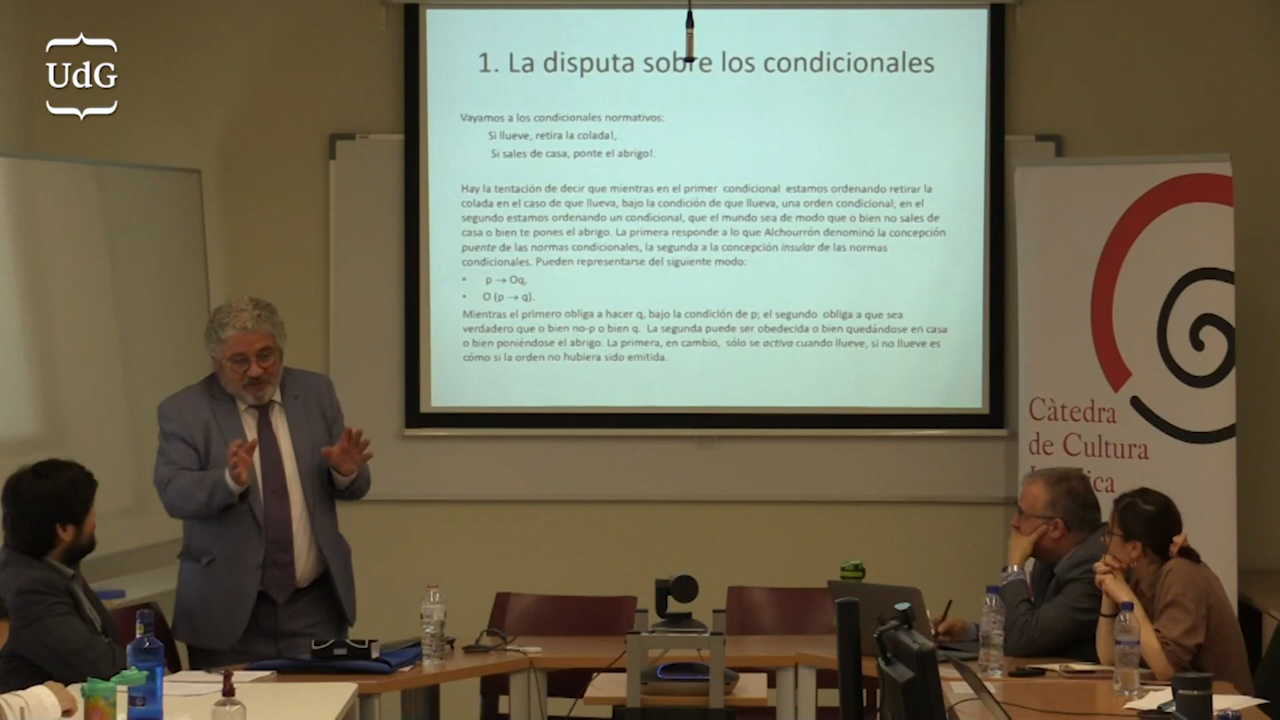 UdG
1. La disputa sobre los condicionales
Vayamos a los condicionales normativos:
Si llueve, retira la colada!,
Si sales de casa, ponte el abrigo!.
Hay la tentación de decir que mientras en el primer condicional estamos ordenando retirar la
colada en el caso de que llueva, bajo la condición de que llueva, una orden condicional; en el
segundo estamos ordenando un condicional, que el mundo sea de modo que o bien no sales de
casa o bien te pones el abrigo. La primera responde a lo que Alchourrón denominó la concepción
puente de las normas condicionales, la segunda a la concepción insular de las normas
condicionales. Pueden representarse del siguiente modo:
• p → Oq,
• O (p → q).
Mientras el primero obliga a hacer q, bajo la condición de p; el segundo obliga a que sea
verdadero que o bien no-p o bien q. La segunda puede ser obedecida o bien quedándose en casa
o bien poniéndose el abrigo. La primera, en cambio, sólo se activa cuando llueve, si no llueve es
cómo si la orden no hubiera sido emitida.
Càtedra
de Cultura